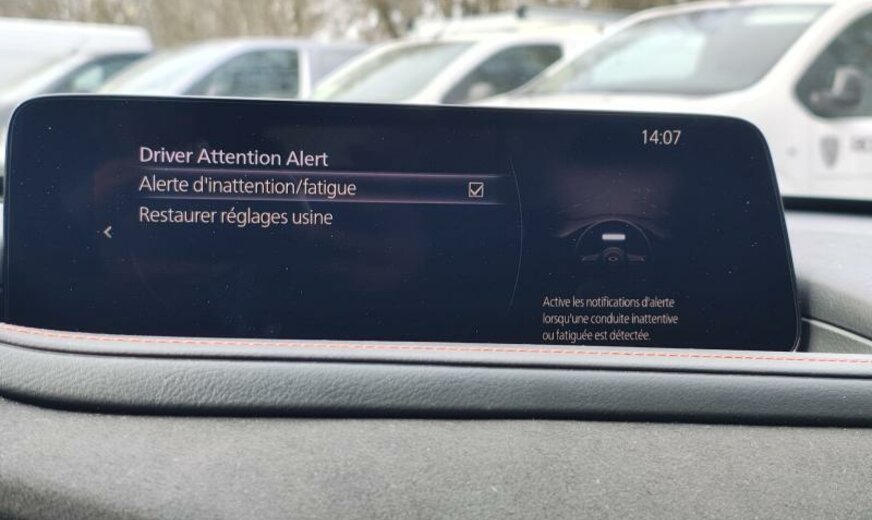 14:07
Driver Attention Alert
Alerte d'inattention/fatigue
Restaurer réglages usine
Active les notifications d'alerte
lorsqu'une conduite inattentive
ou fatiguée est détectée.